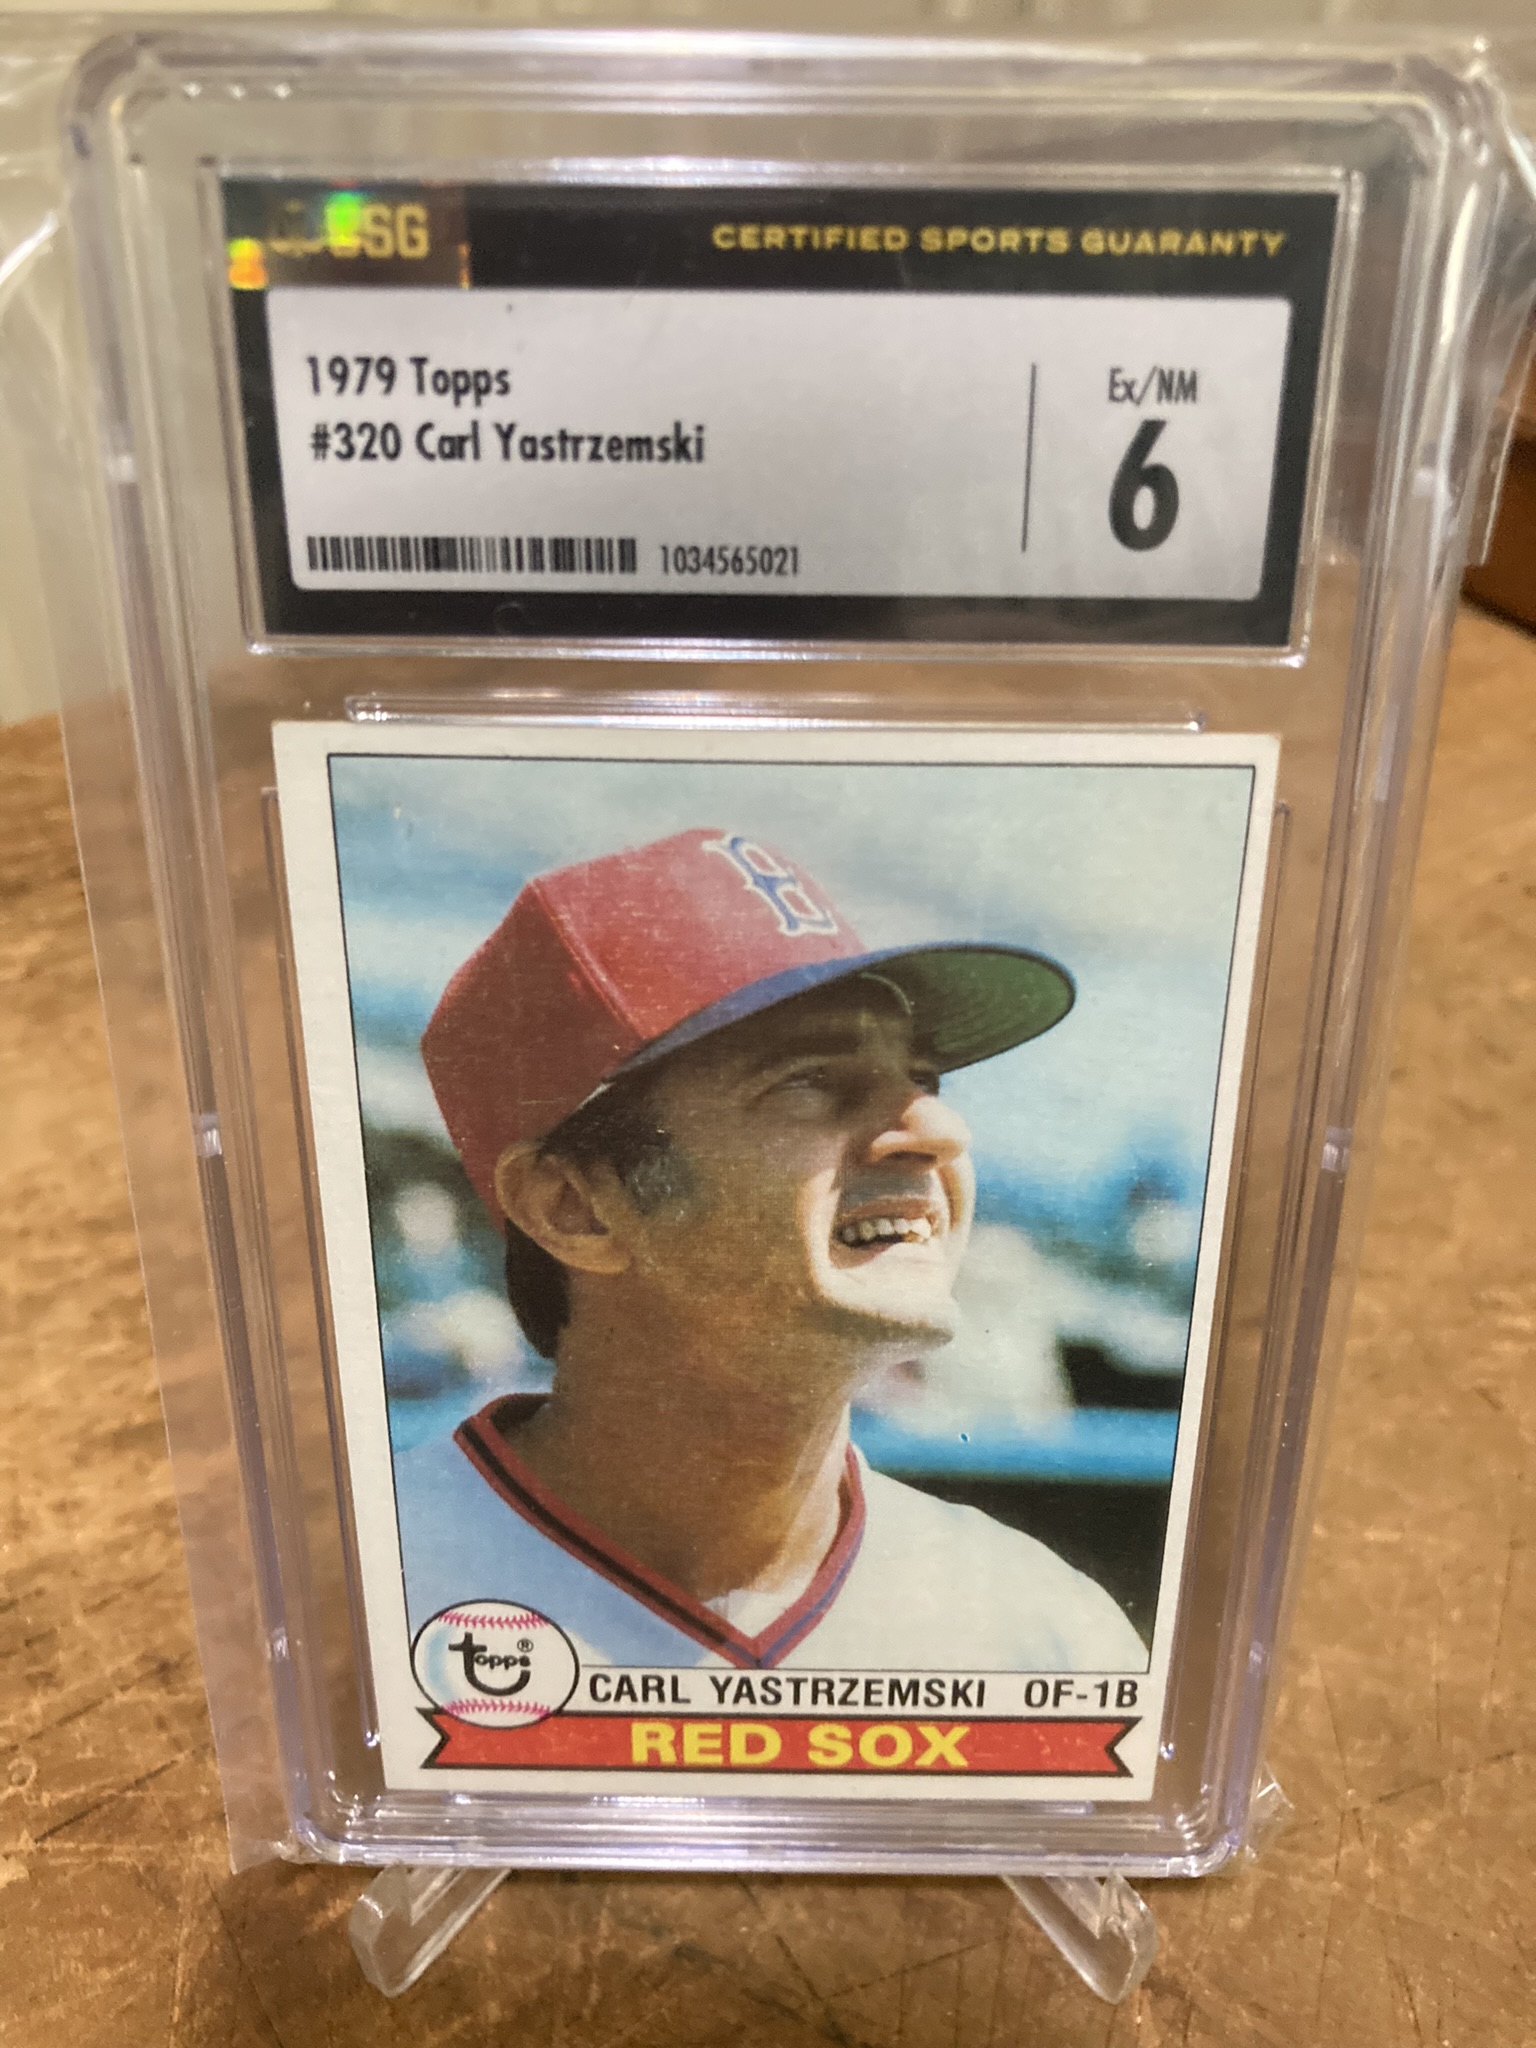 CSG CERTIFIED SPORTS GUARANTY
1979 Topps
#320 Carl Yastrzemski
Ex/NM
6
1034565021
B
topps®
CARL YASTRZEMSKI OF-1B
RED SOX